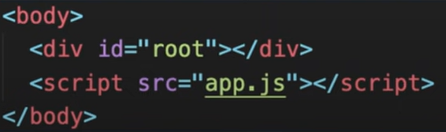 <body>
<div id="root"></div>
<script src="app.js"></script>
</body>